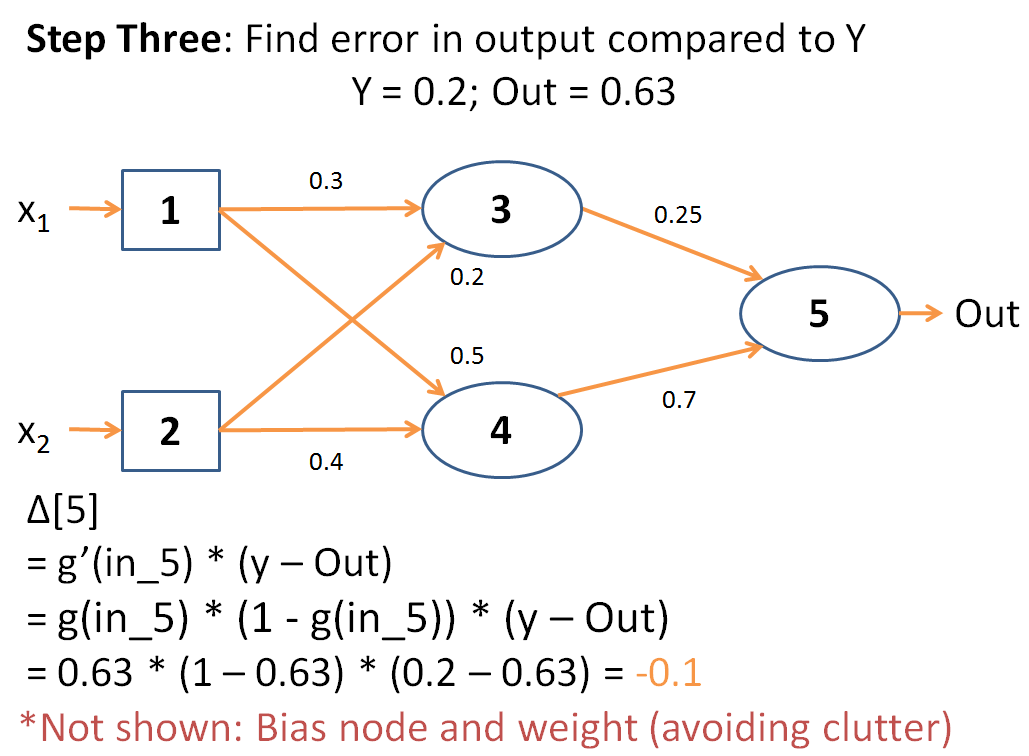 Step Three: Find error in output compared to Y
Y = 0.2; Out = 0.63
x₁
1
0.3
3
0.25
0.2
5
Out
0.5
0.7
x₂
2
0.4
4
Δ[5]
= g’(in_5) * (y – Out)
= g(in_5) * (1 - g(in_5)) * (y – Out)
= 0.63 * (1 – 0.63) * (0.2 – 0.63) = -0.1
*Not shown: Bias node and weight (avoiding clutter)